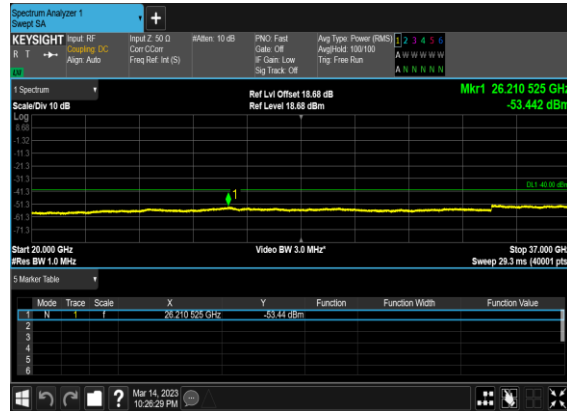 Spectrum Analyzer 1
Swept SA
+
KEYSIGHT Input: RF Input Z: 50 Ω #Atten: 10 dB PNO: Fast Avg Type: Power (RMS) 1 2 3 4 5 6
R T Coupling: DC Corr CCorr Gate: Off Avg|Hold: 100/100 A W W W W W
Align: Auto Freq Ref: Int (S) IF Gain: Low Trig: Free Run
LW Sig Track: Off A N N N N N
1 Spectrum Ref Lvl Offset 18.68 dB Mkr1 26.210 525 GHz
Scale/Div 10 dB Ref Level 18.68 dBm -53.442 dBm
Log
8.68
-1.32
-11.3
-21.3
-31.3
DL1 -40.00 dBm
-41.3
1
-51.3
-61.3
-71.3
Start 20.000 GHz Video BW 3.0 MHz* Stop 37.000 GHz
#Res BW 1.0 MHz Sweep 29.3 ms (40001 pts)
5 Marker Table
Mode Trace Scale X Y Function Function Width Function Value
1 N 1 f 26.210 525 GHz -53.44 dBm
2
3
4
5
6
? Mar 14, 2023
10:26:29 PM